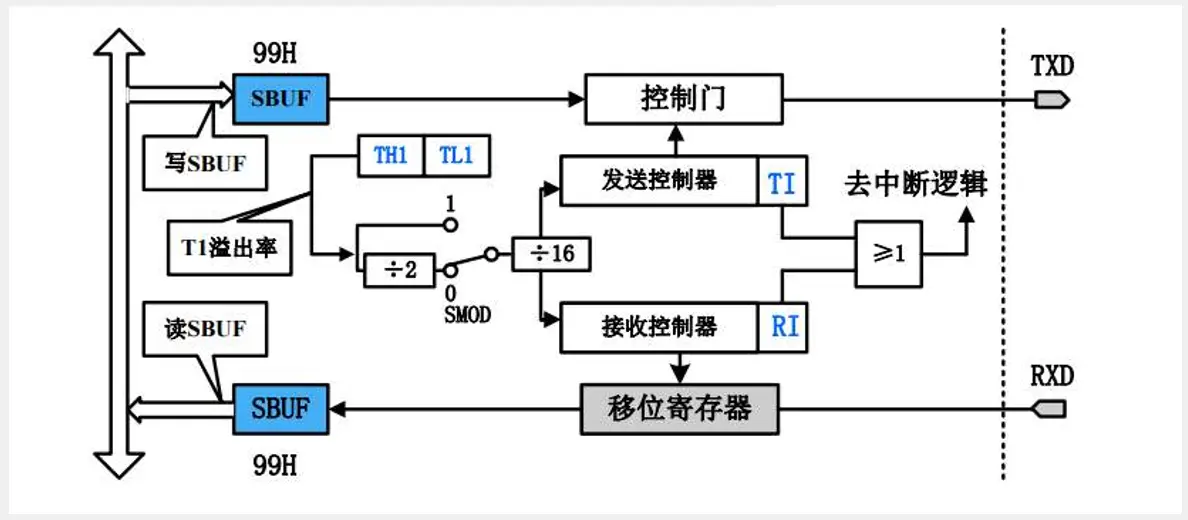 99H
TXD
SBUF
控制门
写SBUF
TH1 TL1
发送控制器 TI
去中断逻辑
T1溢出率
1
÷2
÷16
≥1
0
SMOD
读SBUF
接收控制器 RI
RXD
SBUF
移位寄存器
99H